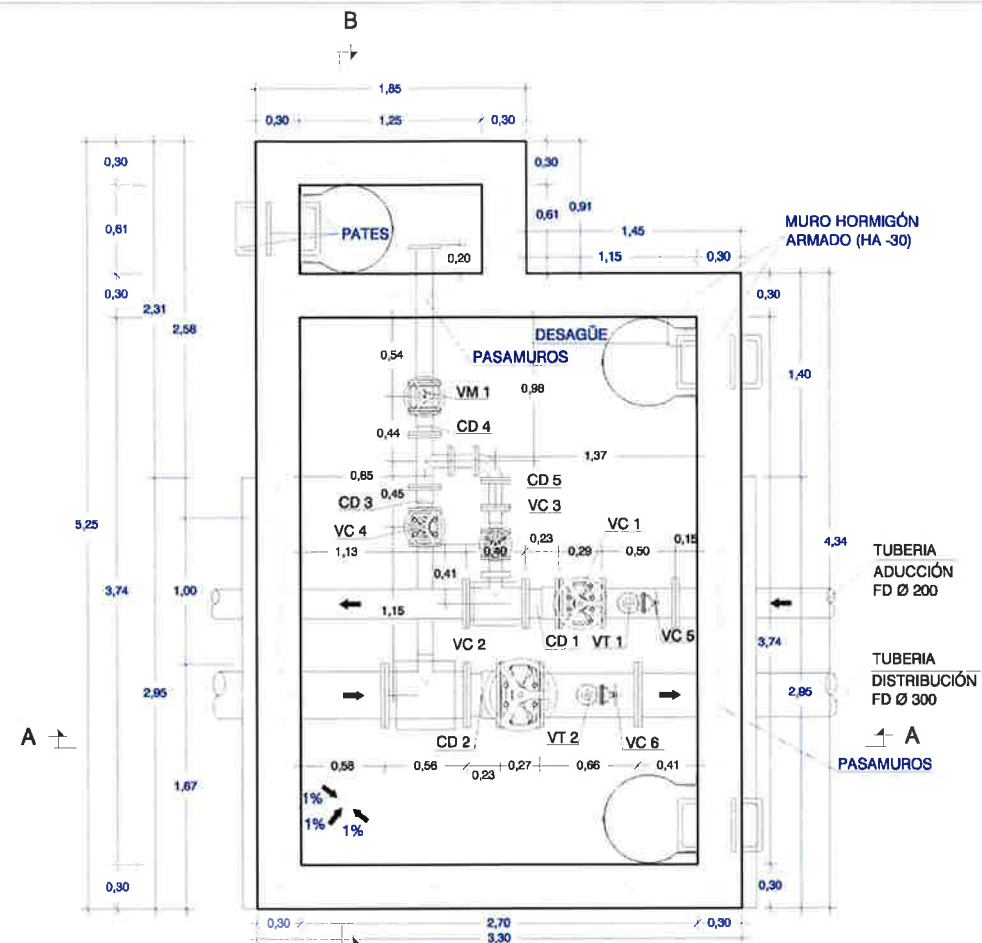 B
1,85
0,30 1,25 0,30
0,30
0,61
0,30
2,31
2,58
0,30
0,61
0,91
1,45
1,15 0,30
MURO HORMIGÓN
ARMADO (HA -30)
PATES
0,20
0,30
DESAGÜE
PASAMUROS
0,54
0,98
1,40
VM 1
CD 4
0,44
1,37
0,85
CD 5
0,45
CD 3
VC 3
VC 4
VC 1
5,25
4,34
1,13 0,40 0,23 0,29 0,50 0,15
TUBERIA
ADUCCIÓN
FD Ø 200
0,41
3,74
1,00
1,15
VC 2
CD 1
VT 1
VC 5
3,74
TUBERIA
DISTRIBUCIÓN
FD Ø 300
2,95
2,95
A
CD 2
VT 2
VC 6
A
PASAMUROS
0,58 0,56 0,23 0,27 0,66 0,41
1,67
1%
1%
1%
0,30
0,30
0,30 2,70 0,30
3.30